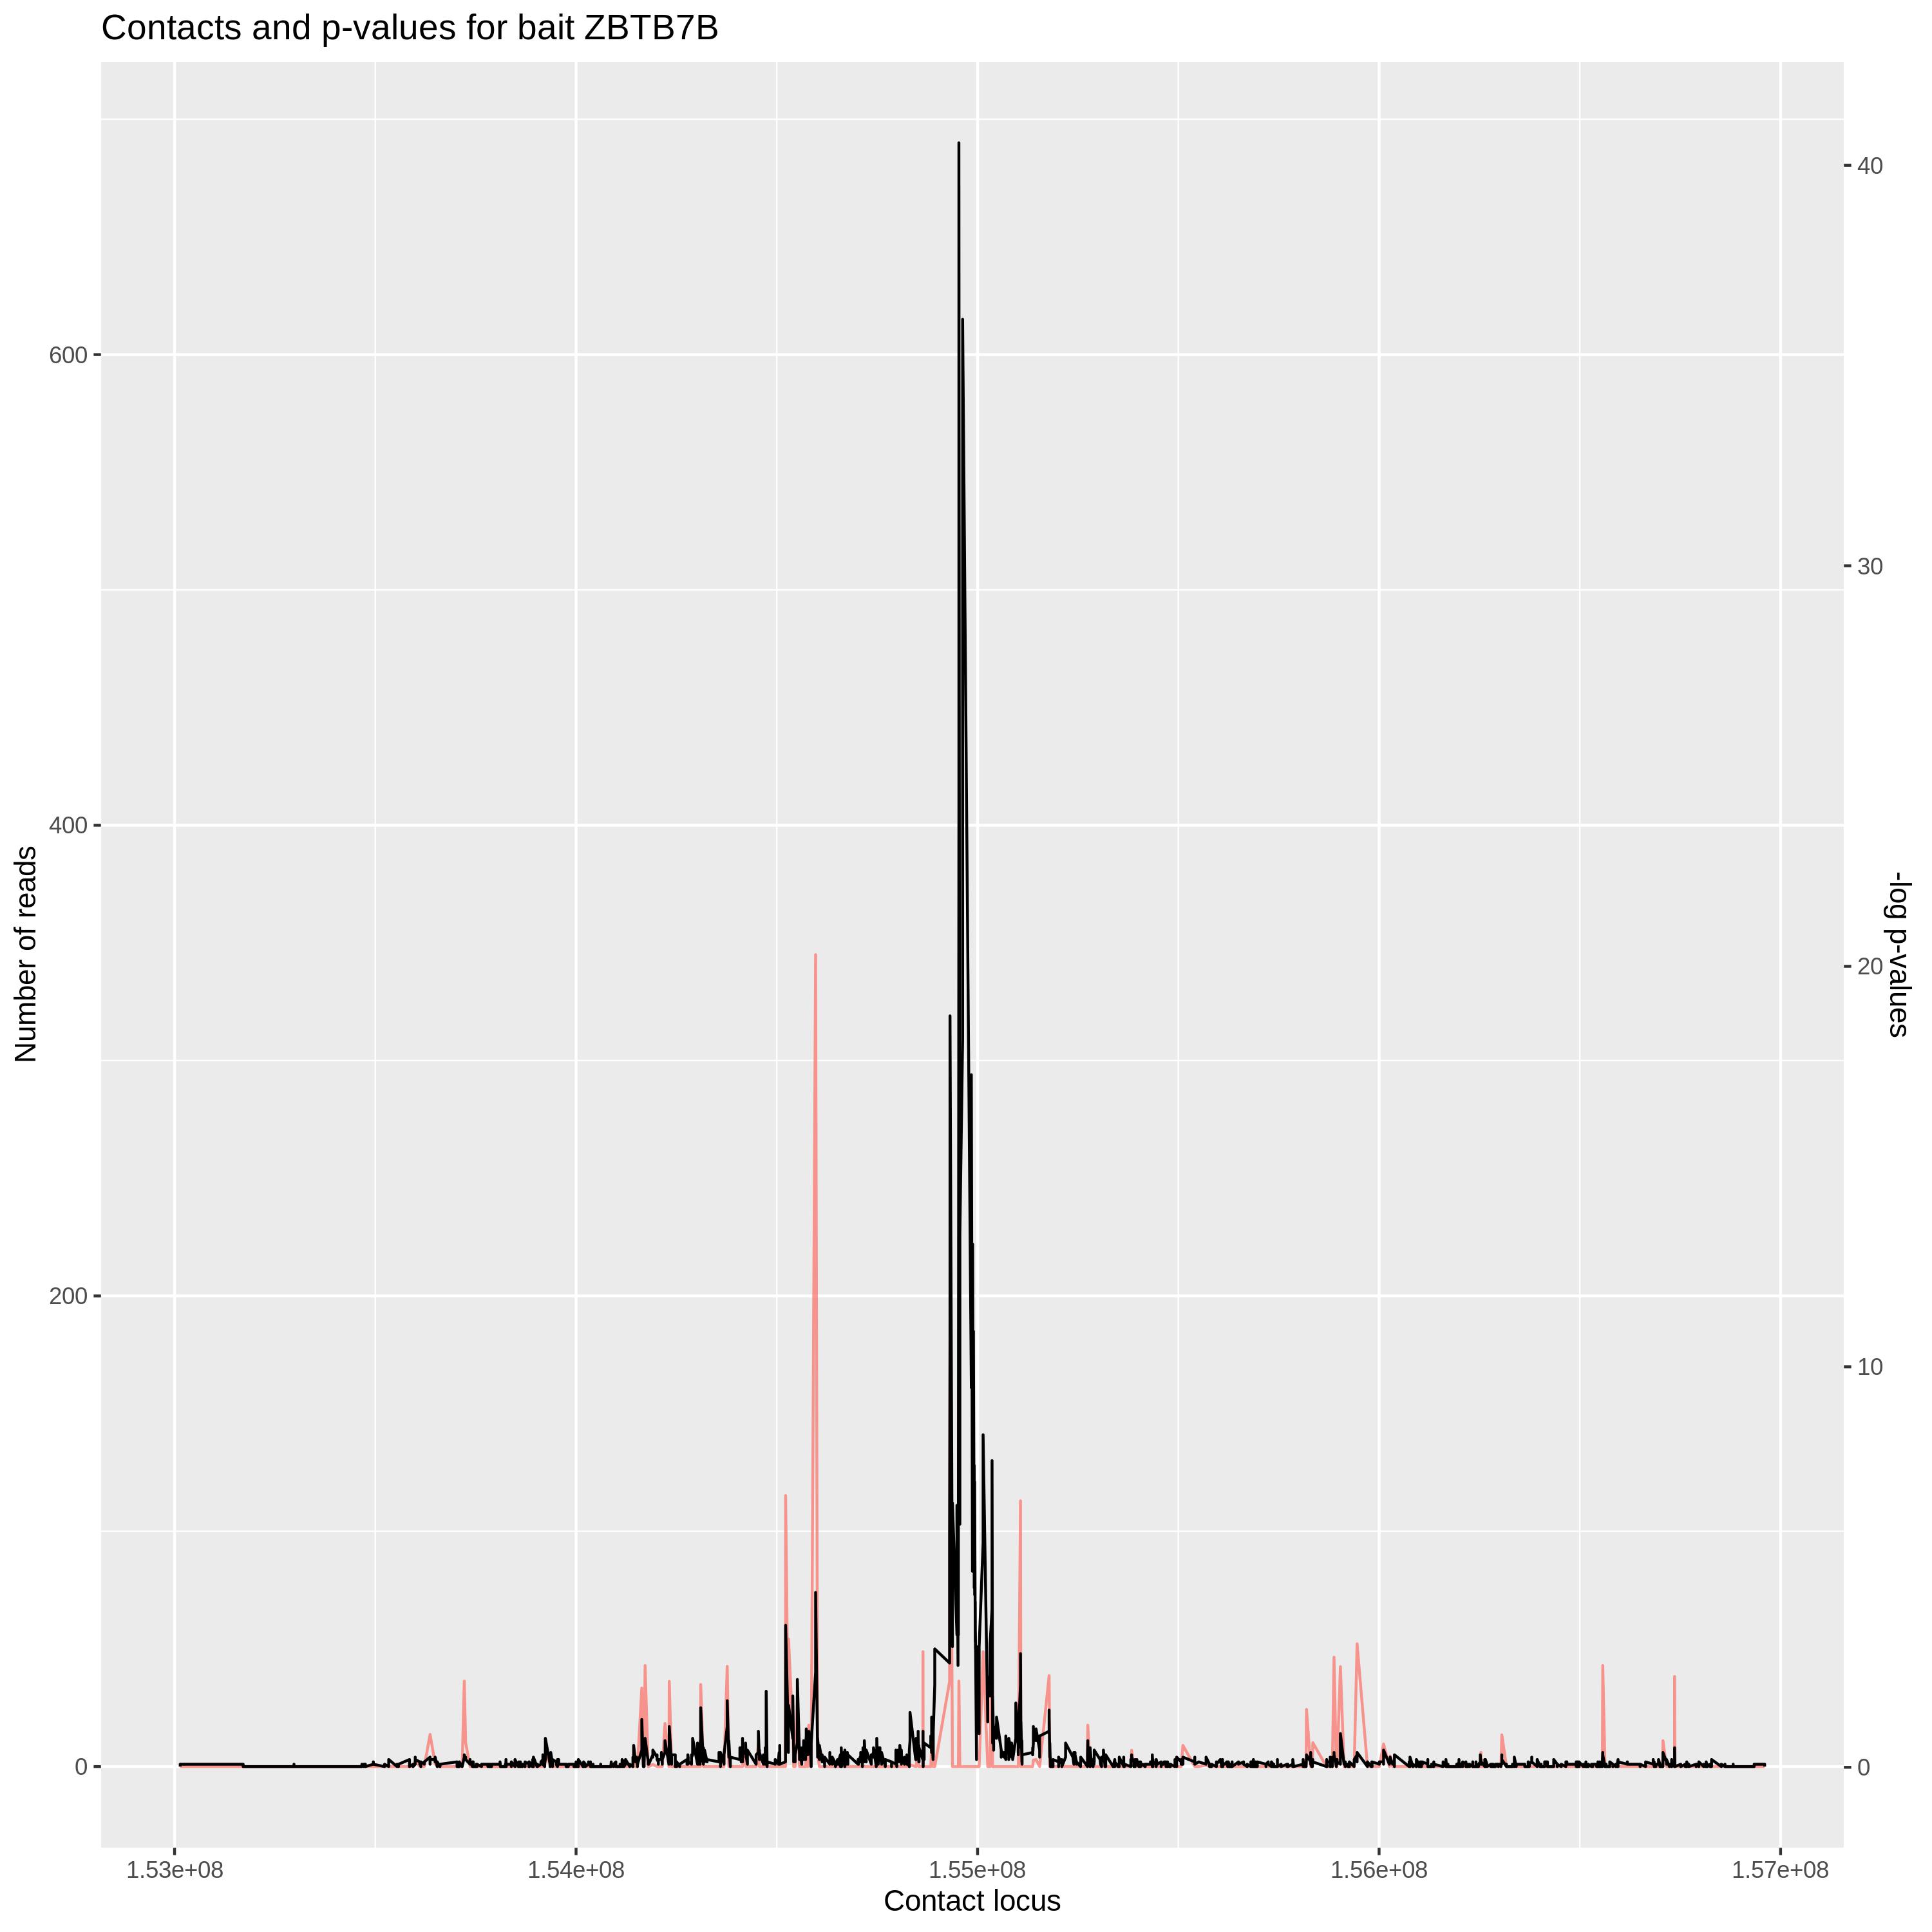 Contacts and p-values for bait ZBTB7B
600
400
200
0
Number of reads
40
30
20
10
0
-log p-values
1.53e+08 1.54e+08 1.55e+08 1.56e+08 1.57e+08
Contact locus